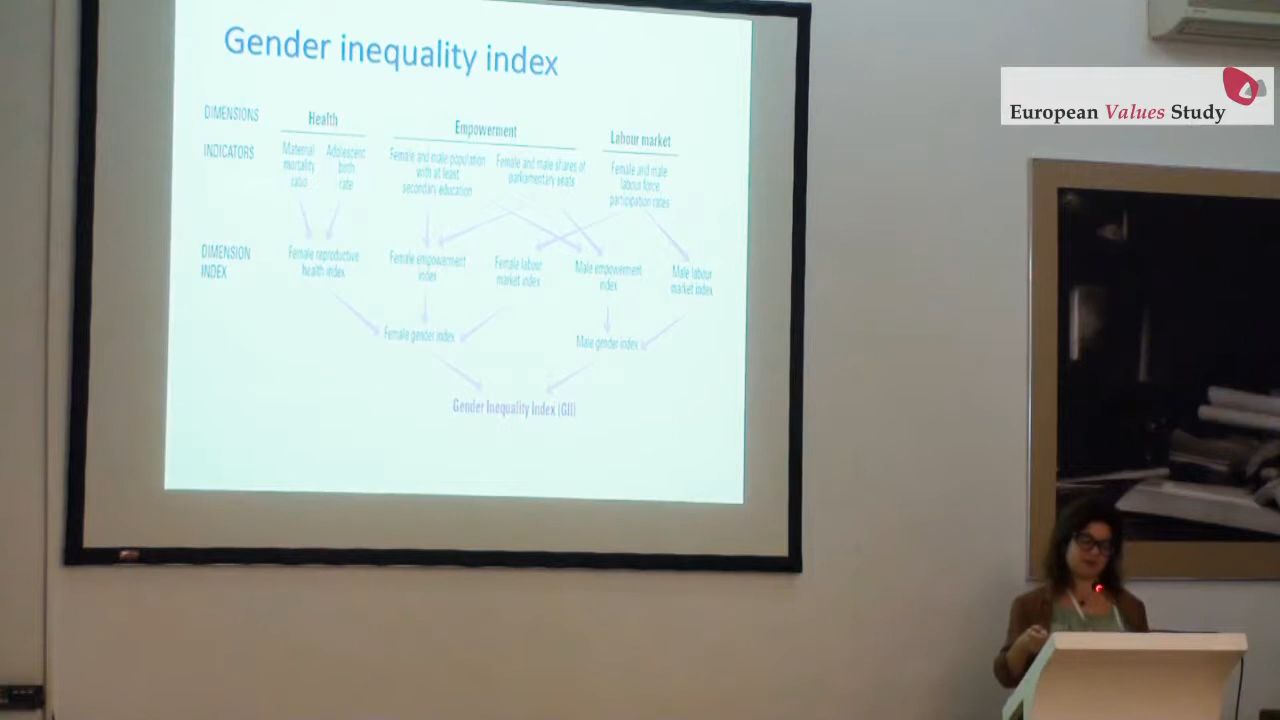 Gender inequality index
European Values Study
DIMENSIONS
Health
Empowerment
Labour market
INDICATORS
Maternal
mortality
ratio
Adolescent
birth
rate
Female and male population
with at least
secondary education
Female and male shares of
parliamentary seats
Female and male
labour force
participation rates
DIMENSION
INDEX
Female reproductive
health index
Female empowerment
index
Female labour
market index
Male empowerment
index
Male labour
market index
Female gender index
Male gender index
Gender Inequality Index (GII)